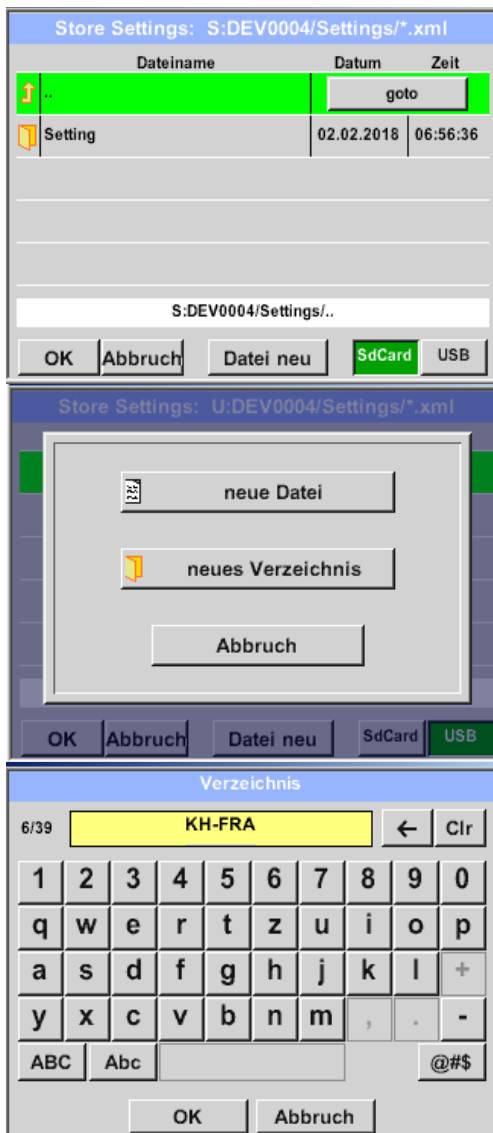 Store Settings: S:DEV0004/Settings/*.xml
Dateiname Datum Zeit
.. goto
Setting 02.02.2018 06:56:36
S:DEV0004/Settings/..
OK Abbruch Datei neu SdCard USB
Store Settings: U:DEV0004/Settings/*.xml
neue Datei
neues Verzeichnis
Abbruch
OK Abbruch Datei neu SdCard USB
Verzeichnis
6/39 KH-FRA ← Clr
1 2 3 4 5 6 7 8 9 0
q w e r t z u i o p
a s d f g h j k l +
y x c v b n m , . -
ABC Abc @#$
OK Abbruch